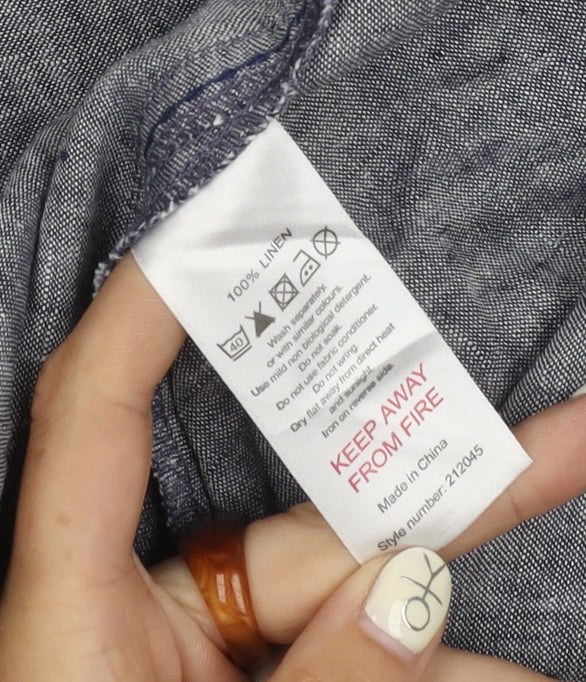 100% LINEN
40
Wash separately.
or with similar colours.
Use mild non biological detergent.
Do not soak.
Do not use fabric conditioner.
Do not wring.
Dry flat away from direct heat
and sunlight.
Iron on reverse side.
KEEP AWAY
FROM FIRE
Made in China
Style number: 212045
OK